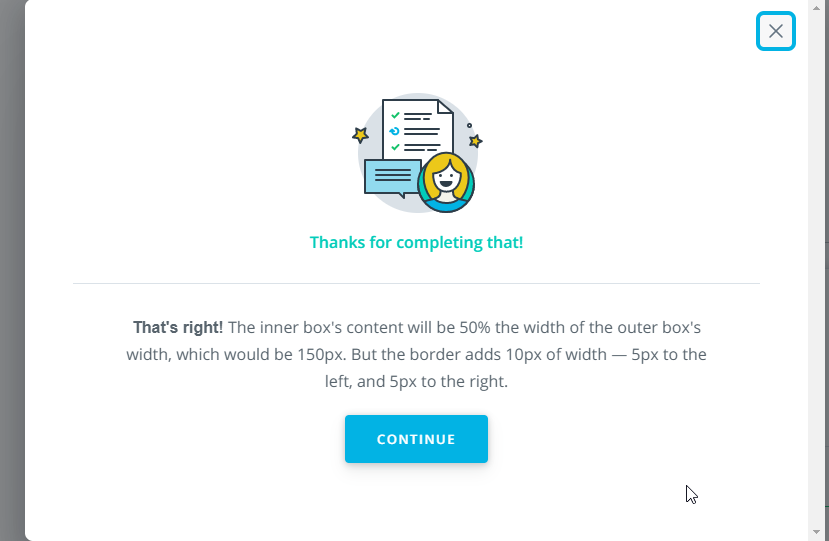 Thanks for completing that!
That's right! The inner box's content will be 50% the width of the outer box's
width, which would be 150px. But the border adds 10px of width — 5px to the
left, and 5px to the right.
CONTINUE